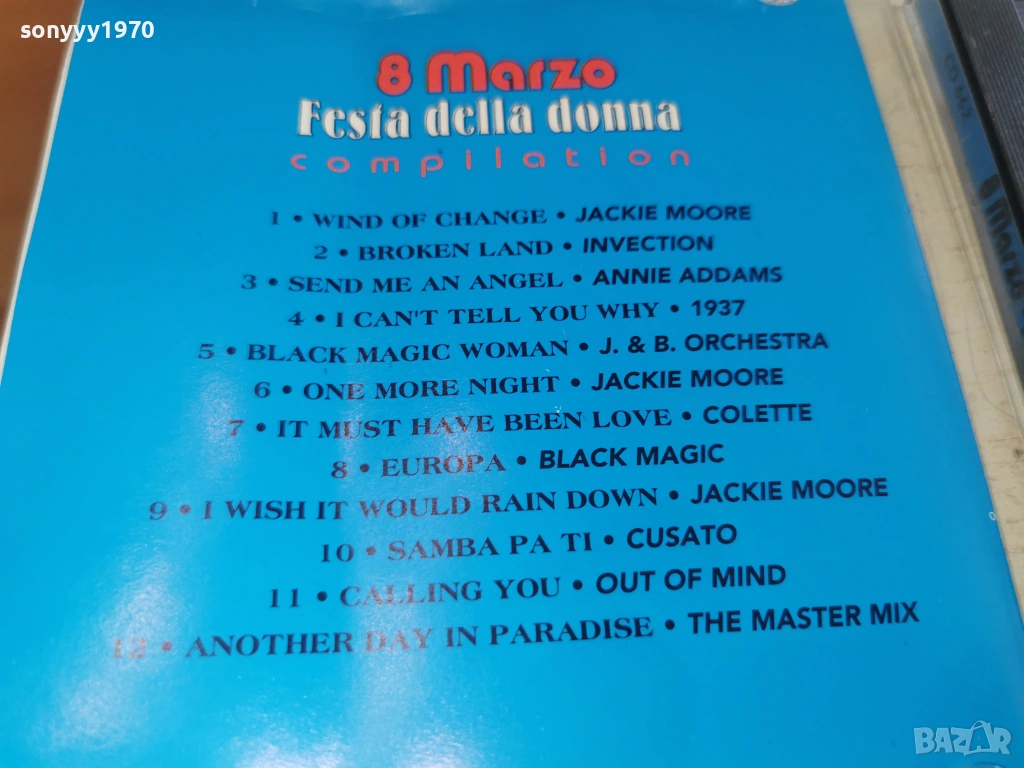 sonyyy1970
8 Marzo
Festa della donna
compilation
1 • WIND OF CHANGE • JACKIE MOORE
2 • BROKEN LAND • INVECTION
3 • SEND ME AN ANGEL • ANNIE ADDAMS
4 • I CAN'T TELL YOU WHY • 1937
5 • BLACK MAGIC WOMAN • J. & B. ORCHESTRA
6 • ONE MORE NIGHT • JACKIE MOORE
7 • IT MUST HAVE BEEN LOVE • COLETTE
8 • EUROPA • BLACK MAGIC
9 • I WISH IT WOULD RAIN DOWN • JACKIE MOORE
10 • SAMBA PA TI • CUSATO
11 • CALLING YOU • OUT OF MIND
12 • ANOTHER DAY IN PARADISE • THE MASTER MIX
8 Marzo
BAZAR